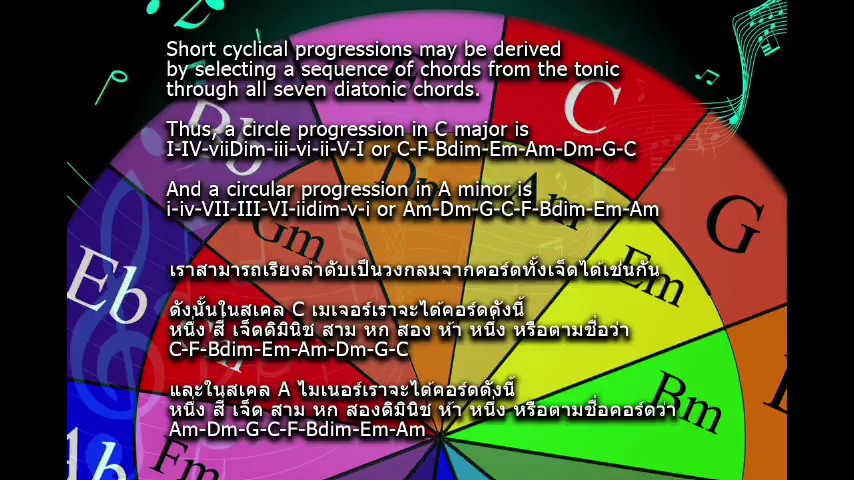 Short cyclical progressions may be derived
by selecting a sequence of chords from the tonic
through all seven diatonic chords.
Thus, a circle progression in C major is
I-IV-viiDim-iii-vi-ii-V-I or C-F-Bdim-Em-Am-Dm-G-C
And a circular progression in A minor is
i-iv-VII-III-VI-iidim-v-i or Am-Dm-G-C-F-Bdim-Em-Am
เราสามารถเรียงลำดับเป็นวงกลมจากคอร์ดทั้งเจ็ดได้เช่นกัน
ดังนั้นในสเคล C เมเจอร์เราจะได้คอร์ดดังนี้
หนึ่ง สี่ เจ็ดดิมินิช สาม หก สอง ห้า หนึ่ง หรือตามชื่อว่า
C-F-Bdim-Em-Am-Dm-G-C
และในสเคล A ไมเนอร์เราจะได้คอร์ดดังนี้
หนึ่ง สี่ เจ็ด สาม หก สองดิมินิช ห้า หนึ่ง หรือตามชื่อคอร์ดว่า
Am-Dm-G-C-F-Bdim-Em-Am
C
Bb
Dm
Am
G
Gm
Em
Eb
Bm
Ab
Fm